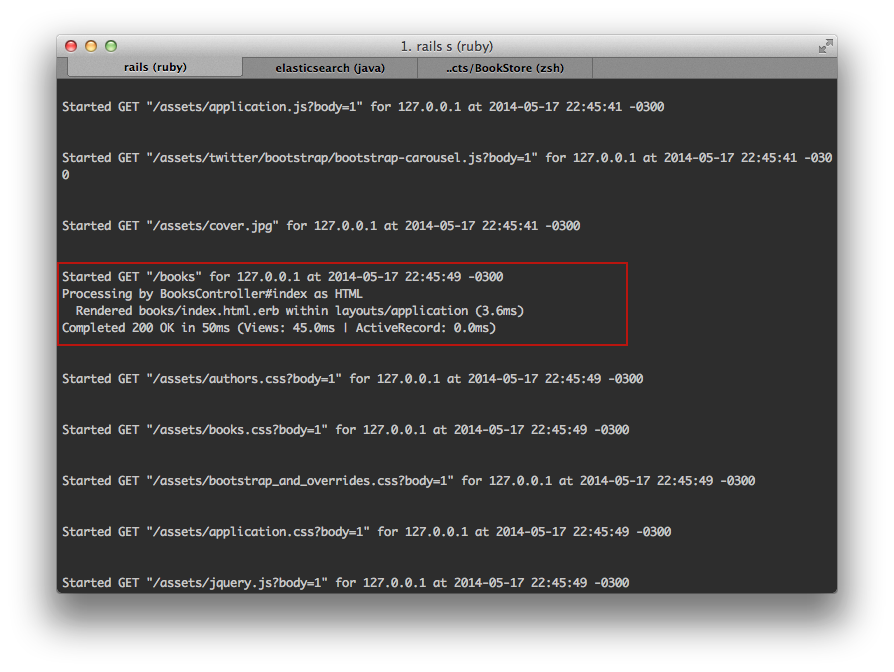 1. rails s (ruby)
rails (ruby)
elasticsearch (java)
..cts/BookStore (zsh)
Started GET "/assets/application.js?body=1" for 127.0.0.1 at 2014-05-17 22:45:41 -0300
Started GET "/assets/twitter/bootstrap/bootstrap-carousel.js?body=1" for 127.0.0.1 at 2014-05-17 22:45:41 -030
0
Started GET "/assets/cover.jpg" for 127.0.0.1 at 2014-05-17 22:45:41 -0300
Started GET "/books" for 127.0.0.1 at 2014-05-17 22:45:49 -0300
Processing by BooksController#index as HTML
  Rendered books/index.html.erb within layouts/application (3.6ms)
Completed 200 OK in 50ms (Views: 45.0ms | ActiveRecord: 0.0ms)
Started GET "/assets/authors.css?body=1" for 127.0.0.1 at 2014-05-17 22:45:49 -0300
Started GET "/assets/books.css?body=1" for 127.0.0.1 at 2014-05-17 22:45:49 -0300
Started GET "/assets/bootstrap_and_overrides.css?body=1" for 127.0.0.1 at 2014-05-17 22:45:49 -0300
Started GET "/assets/application.css?body=1" for 127.0.0.1 at 2014-05-17 22:45:49 -0300
Started GET "/assets/jquery.js?body=1" for 127.0.0.1 at 2014-05-17 22:45:49 -0300